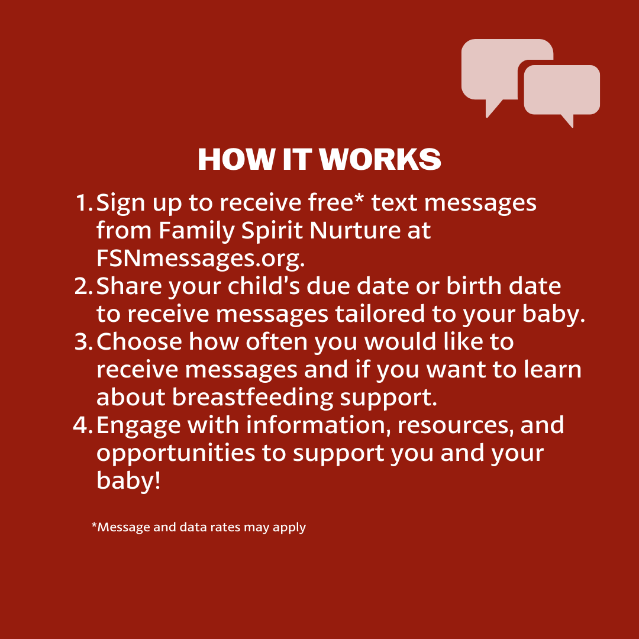 HOW IT WORKS
1. Sign up to receive free* text messages
from Family Spirit Nurture at
FSNmessages.org.
2. Share your child's due date or birth date
to receive messages tailored to your baby.
3. Choose how often you would like to
receive messages and if you want to learn
about breastfeeding support.
4. Engage with information, resources, and
opportunities to support you and your
baby!
*Message and data rates may apply